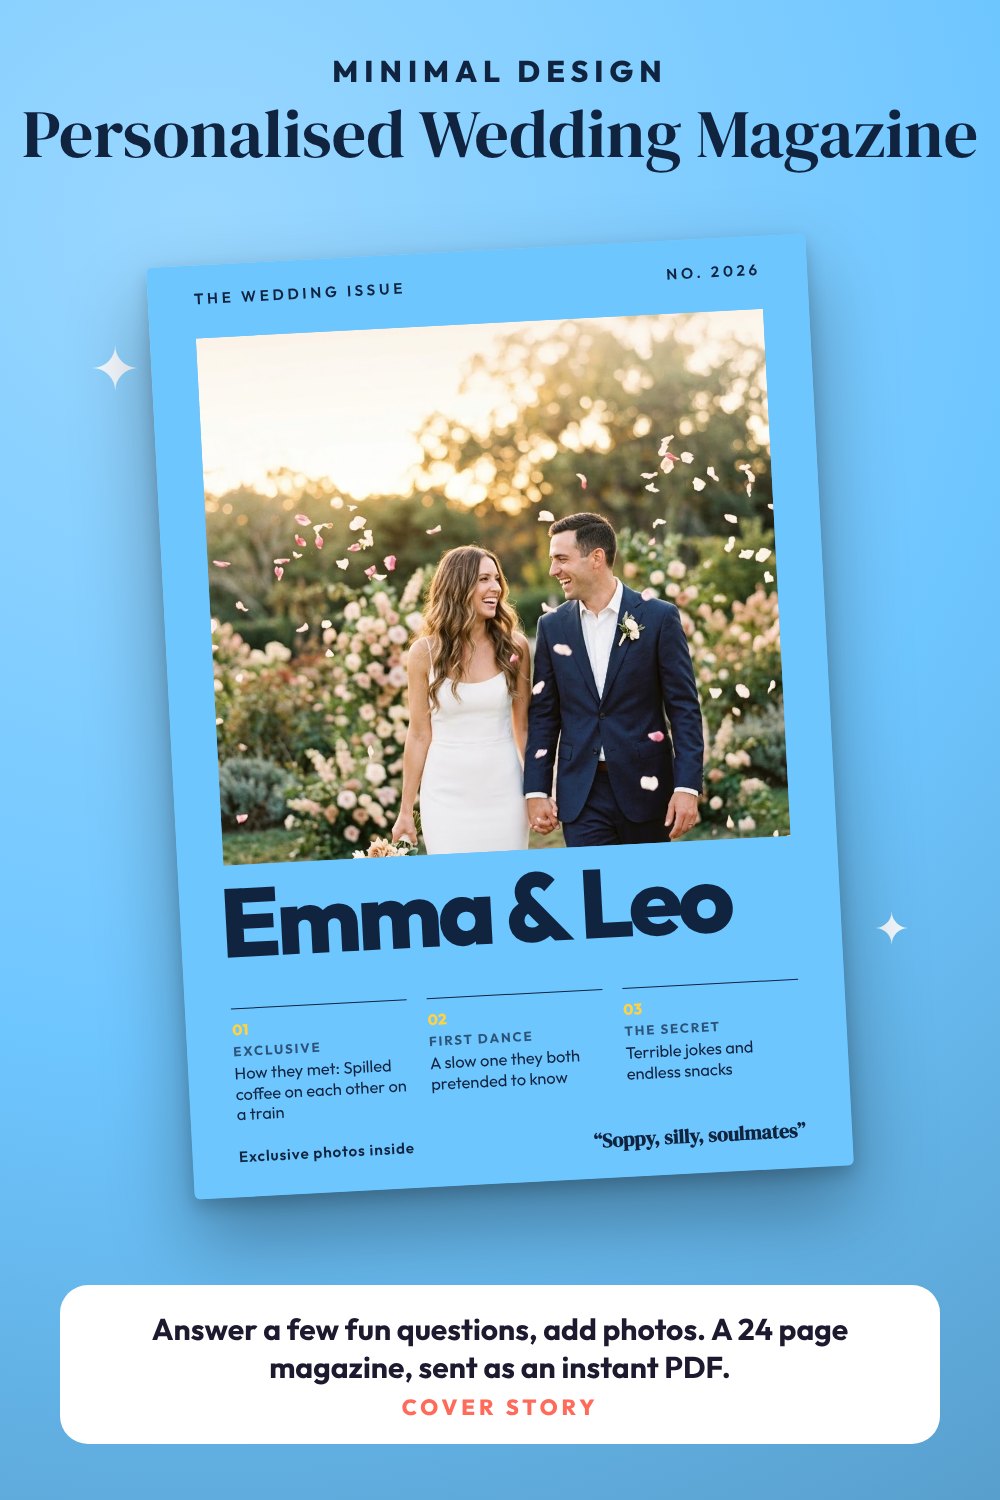 MINIMAL DESIGN
Personalised Wedding Magazine
THE WEDDING ISSUE
NO. 2026
Emma & Leo
01
EXCLUSIVE
How they met: Spilled
coffee on each other on
a train
02
FIRST DANCE
A slow one they both
pretended to know
03
THE SECRET
Terrible jokes and
endless snacks
Exclusive photos inside
“Soppy, silly, soulmates”
Answer a few fun questions, add photos. A 24 page
magazine, sent as an instant PDF.
COVER STORY